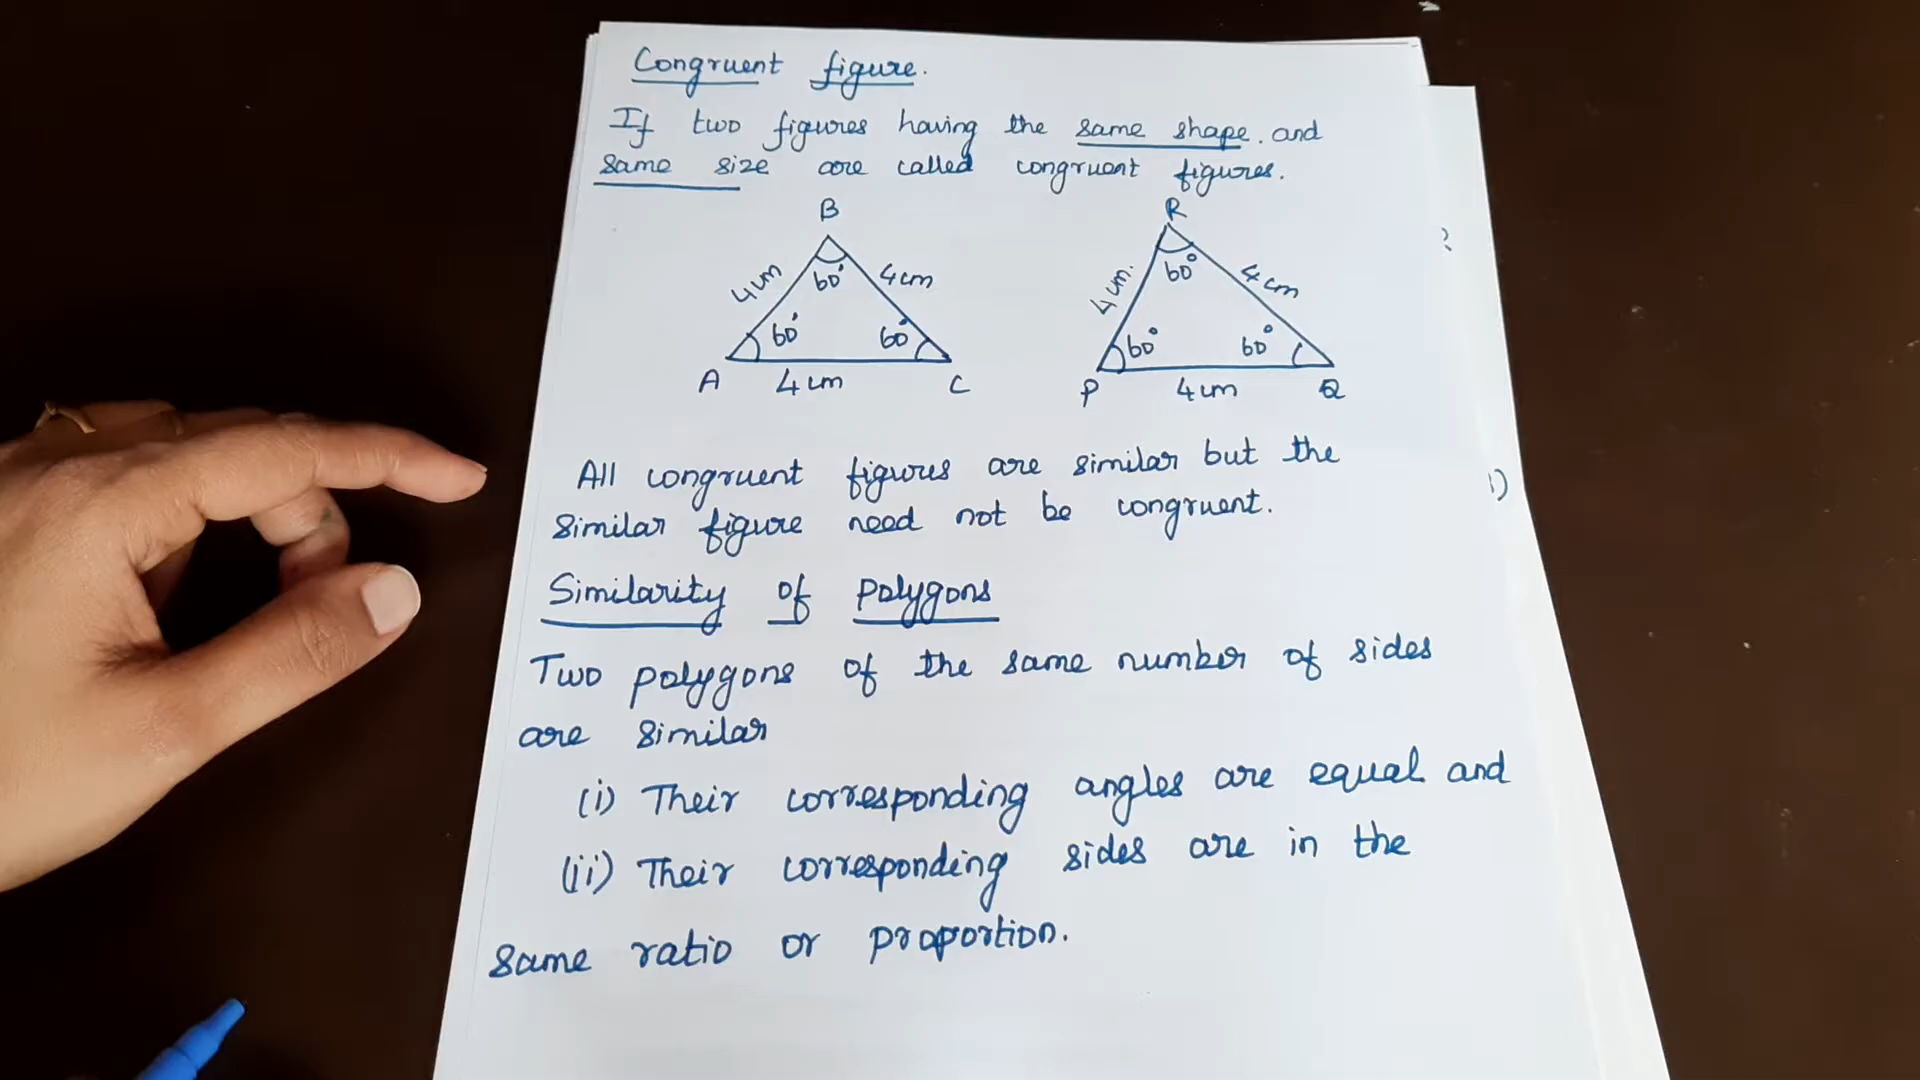 Congruent figure.
If two figures having the same shape. and
same size are called congruent figures.
B
R
4cm
60°
4cm
4cm.
60°
4cm
60°
60°
60°
60°
A
4cm
C
P
4cm
Q
All congruent figures are similar but the
similar figure need not be congruent.
i)
Similarity of Polygons
Two polygons of the same number of sides
are similar
(i) Their corresponding angles are equal and
(ii) Their corresponding sides are in the
same ratio or proportion.